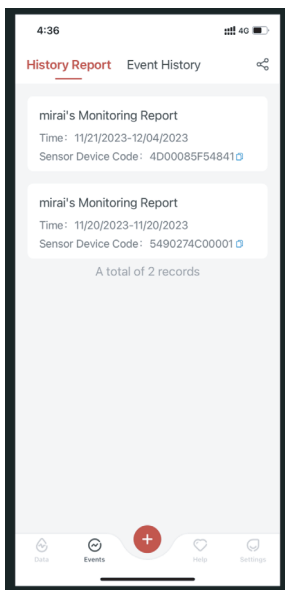 4:36
4G
History Report Event History
mirai's Monitoring Report
Time: 11/21/2023-12/04/2023
Sensor Device Code: 4D00085F54841
mirai's Monitoring Report
Time: 11/20/2023-11/20/2023
Sensor Device Code: 5490274C00001
A total of 2 records
Data Events Help Settings